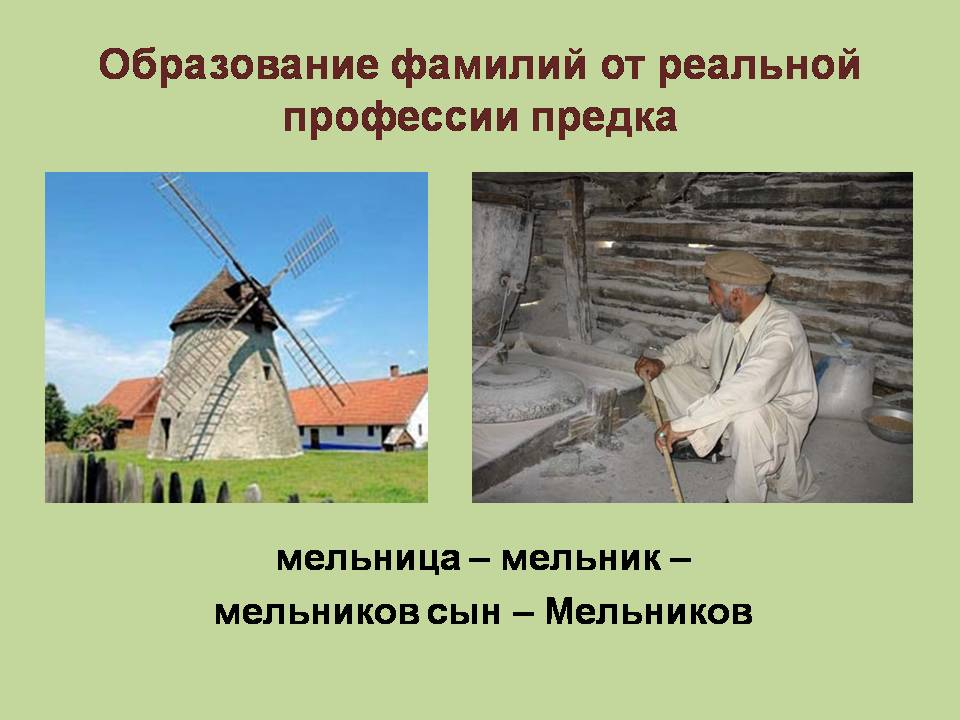 Образование фамилий от реальной
профессии предка
мельница – мельник –
мельников сын – Мельников